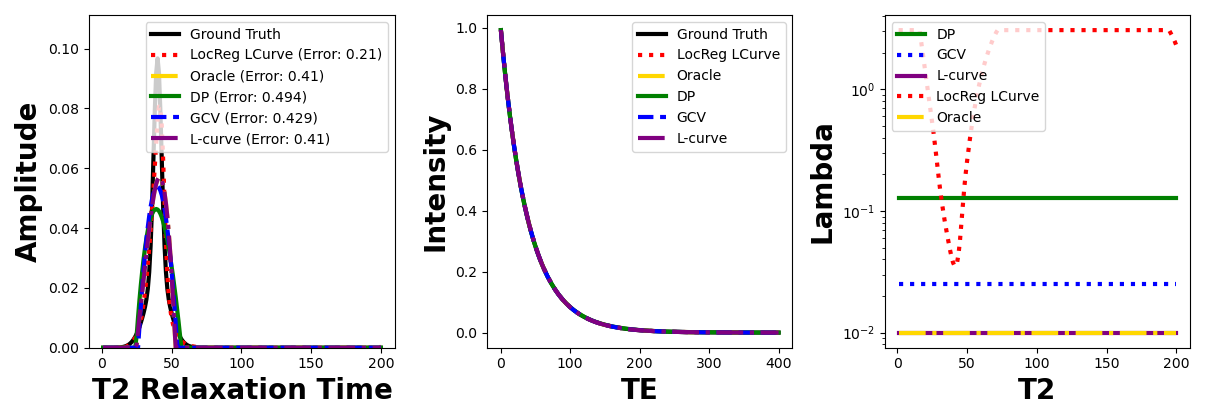 Amplitude
0.10
0.08
0.06
0.04
0.02
0.00
Ground Truth
LocReg LCurve (Error: 0.21)
Oracle (Error: 0.41)
DP (Error: 0.494)
GCV (Error: 0.429)
L-curve (Error: 0.41)
0 50 100 150 200
T2 Relaxation Time
Intensity
1.0
0.8
0.6
0.4
0.2
0.0
Ground Truth
LocReg LCurve
Oracle
DP
GCV
L-curve
0 100 200 300 400
TE
Lambda
10⁰
10⁻¹
10⁻²
DP
GCV
L-curve
LocReg LCurve
Oracle
0 50 100 150 200
T2